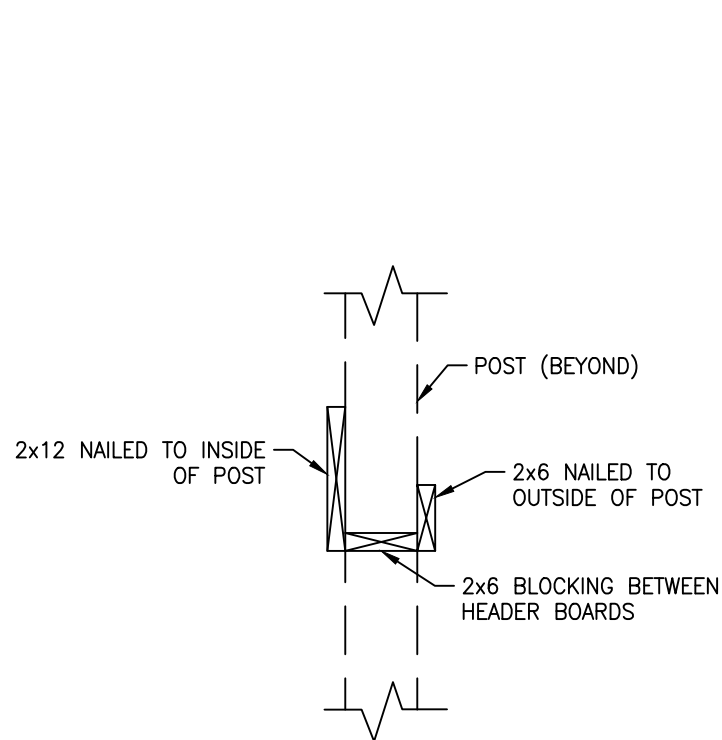 POST (BEYOND)
2x12 NAILED TO INSIDE
OF POST
2x6 NAILED TO
OUTSIDE OF POST
2x6 BLOCKING BETWEEN
HEADER BOARDS